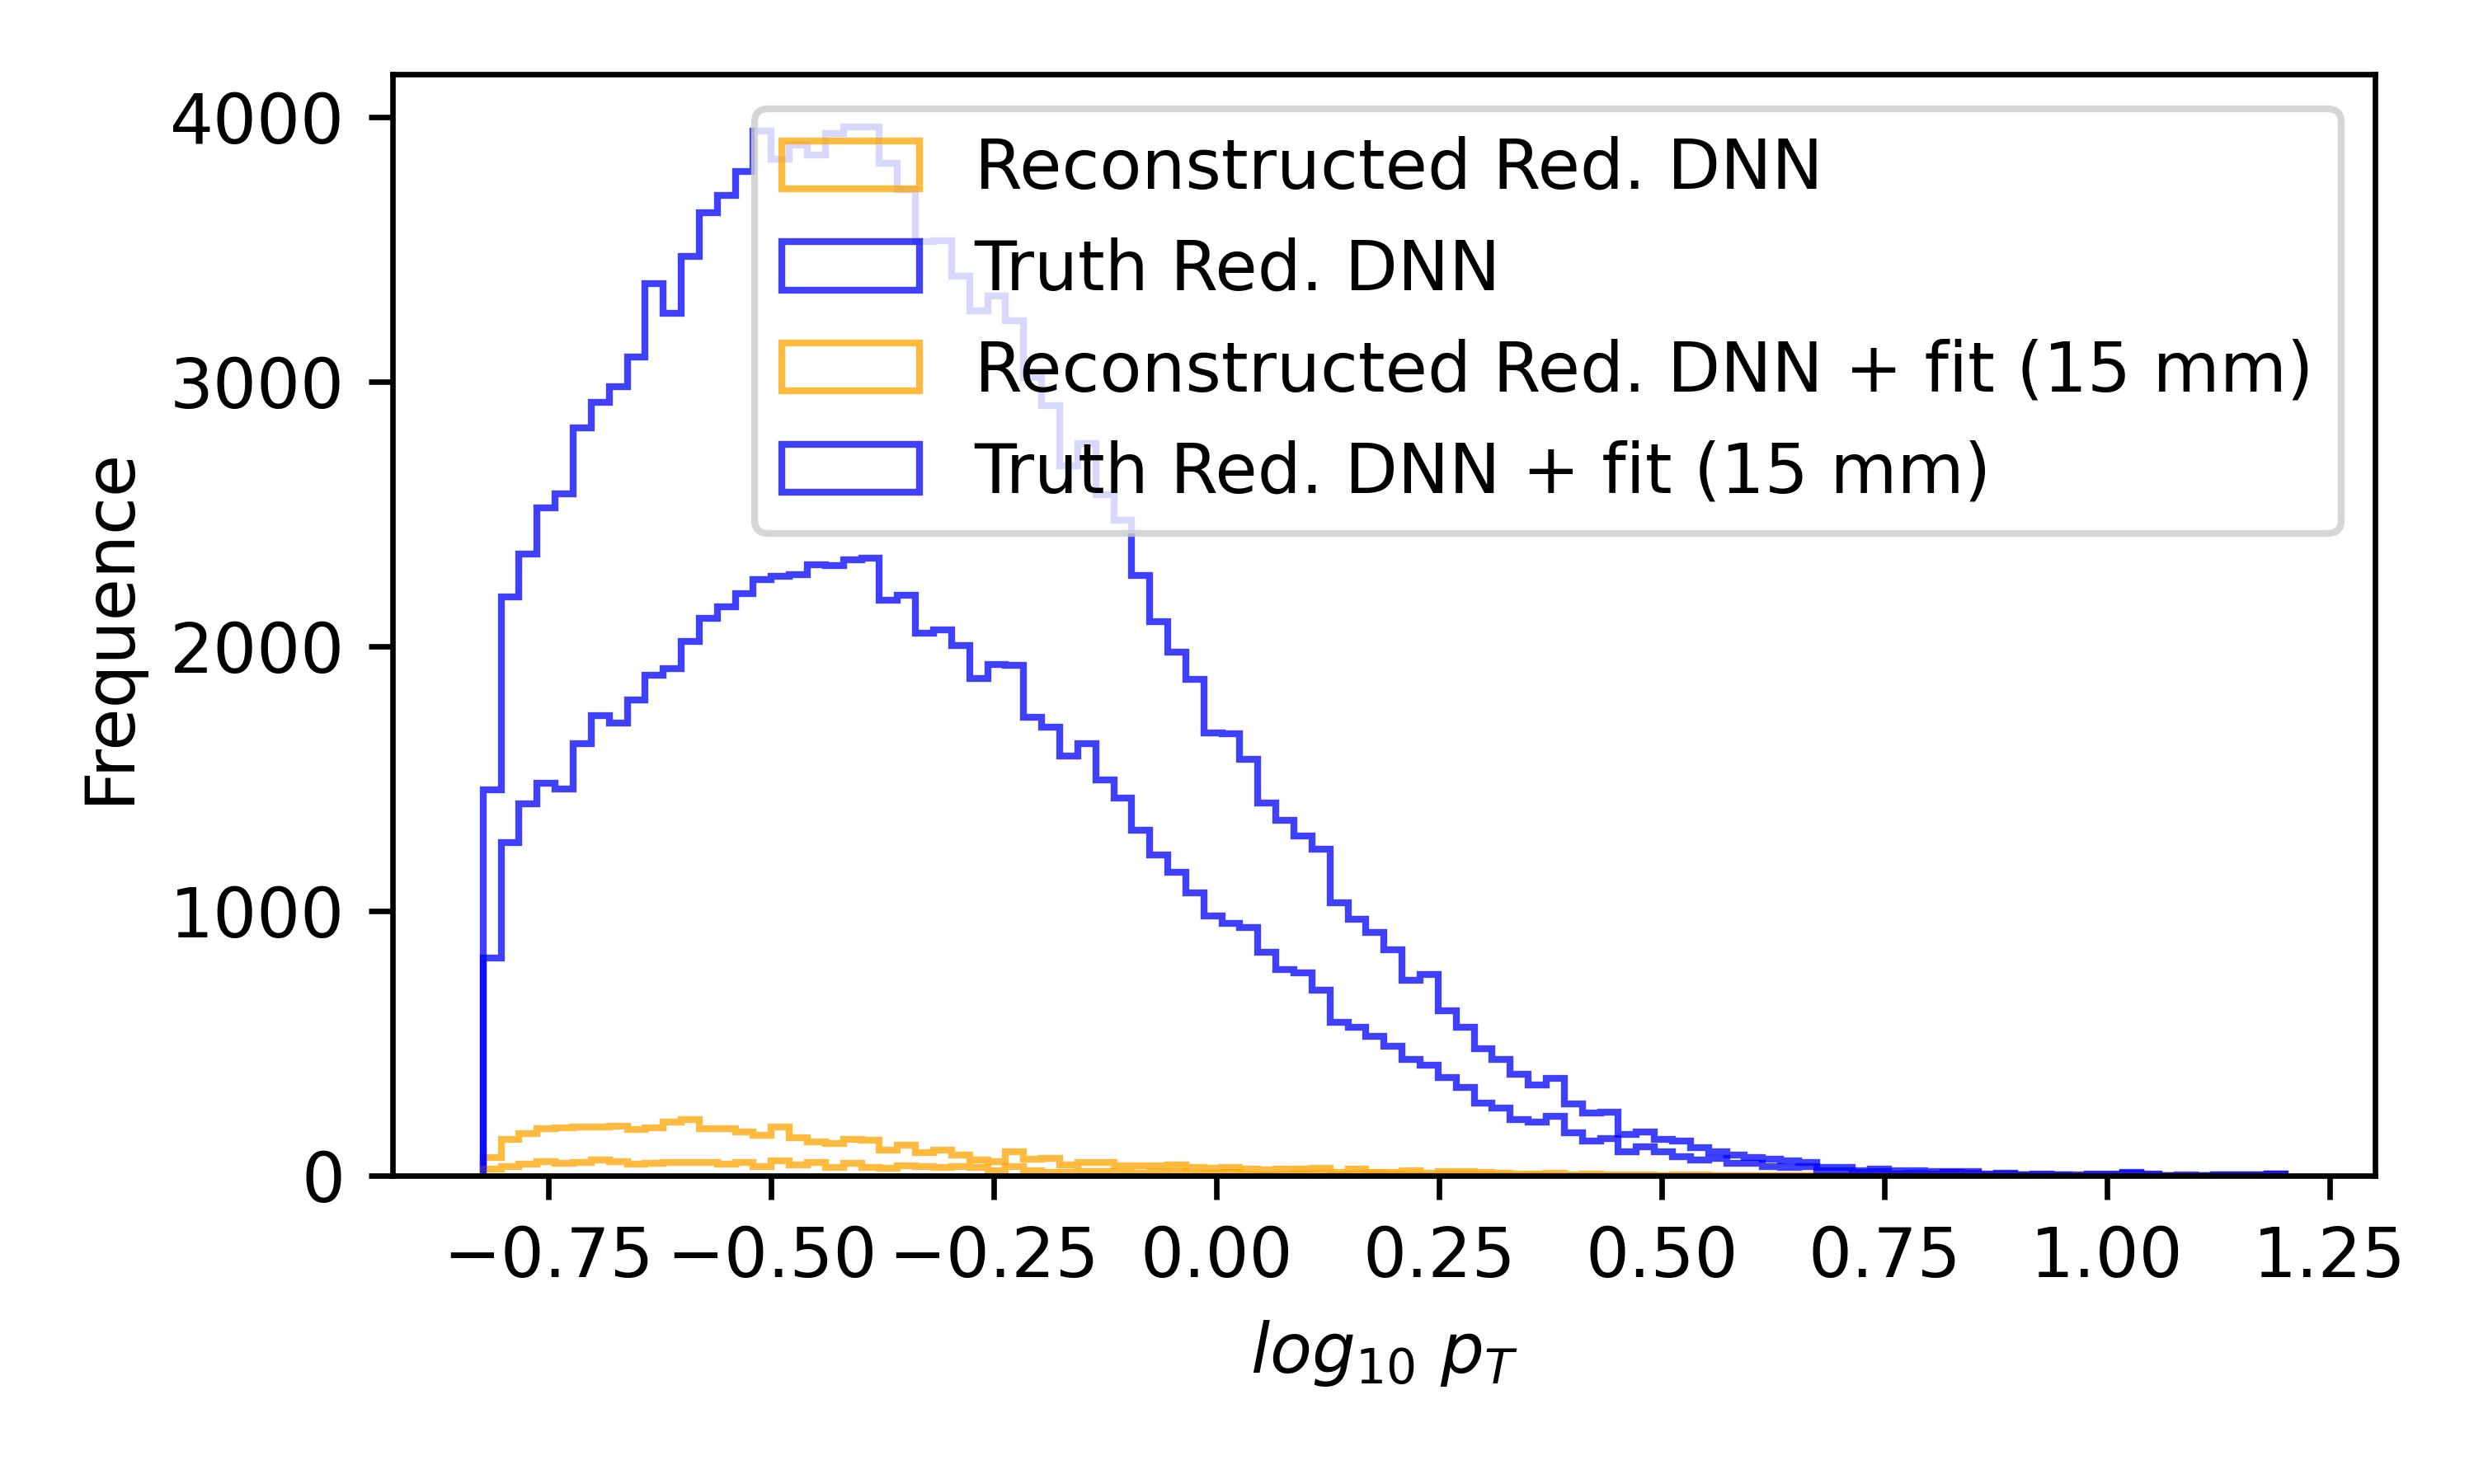 4000
3000
2000
1000
0
Frequence
Reconstructed Red. DNN
Truth Red. DNN
Reconstructed Red. DNN + fit (15 mm)
Truth Red. DNN + fit (15 mm)
−0.75 −0.50 −0.25 0.00 0.25 0.50 0.75 1.00 1.25
log₁₀ p_T